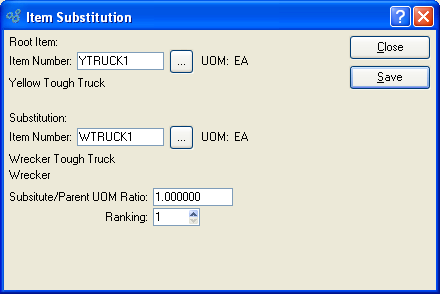 Item Substitution
Root Item:
Close
Item Number: YTRUCK1 ... UOM: EA
Save
Yellow Tough Truck
Substitution:
Item Number: WTRUCK1 ... UOM: EA
Wrecker Tough Truck
Wrecker
Subsitute/Parent UOM Ratio: 1.000000
Ranking: 1